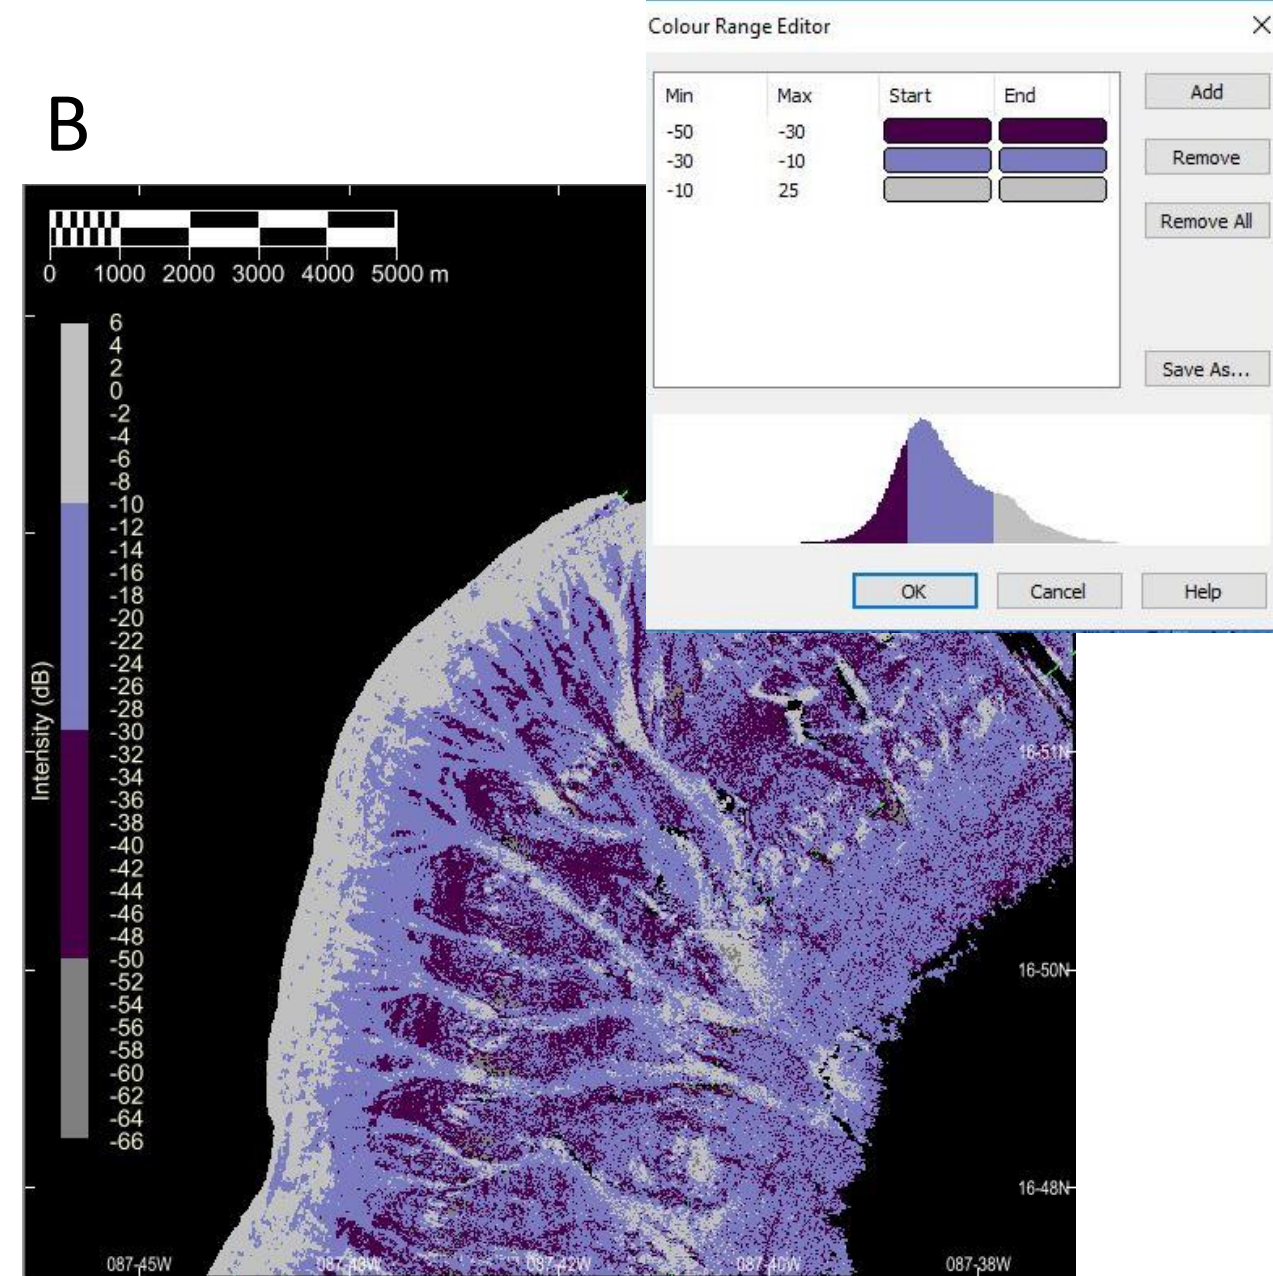 Colour Range Editor
B
Min Max Start End
-50 -30
-30 -10
-10 25
Add
Remove
Remove All
Save As...
OK Cancel Help
0 1000 2000 3000 4000 5000 m
Intensity (dB)
6
4
2
0
-2
-4
-6
-8
-10
-12
-14
-16
-18
-20
-22
-24
-26
-28
-30
-32
-34
-36
-38
-40
-42
-44
-46
-48
-50
-52
-54
-56
-58
-60
-62
-64
-66
16-51N
16-50N
16-48N
087-45W 087-43W 087-42W 087-40W 087-38W